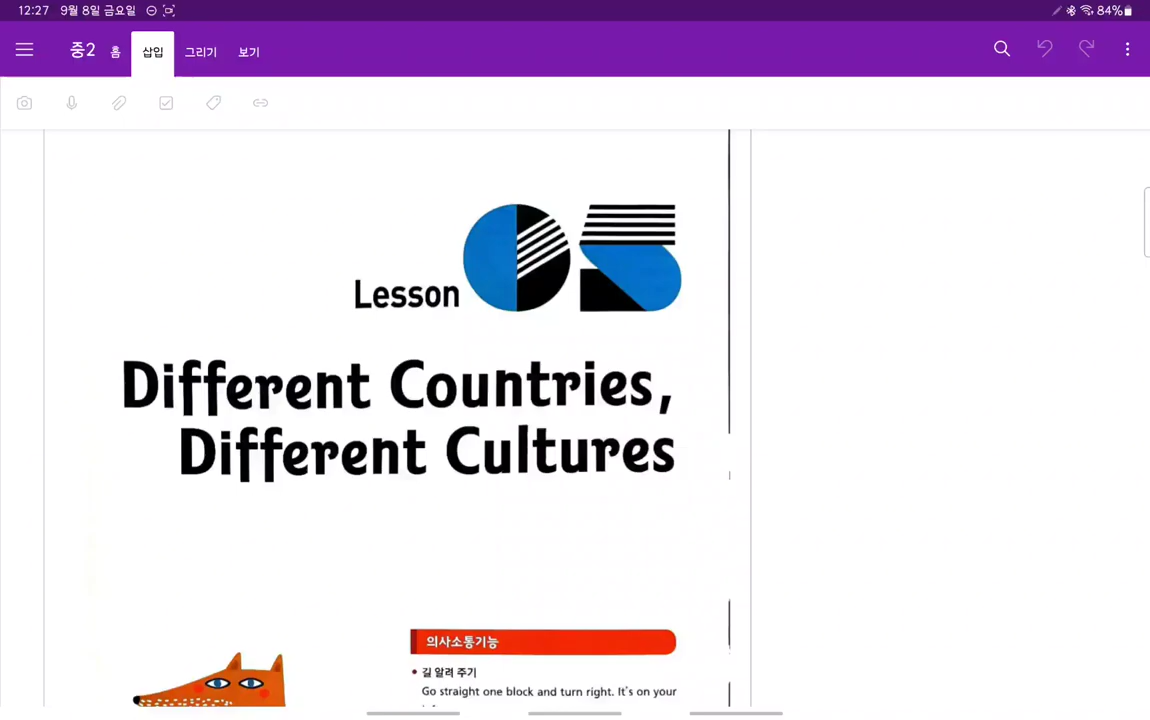 12:27 9월 8일 금요일 84%
중2 홈 삽입 그리기 보기
Lesson 05
Different Countries,
Different Cultures
의사소통기능
• 길 알려 주기
Go straight one block and turn right. It's on your